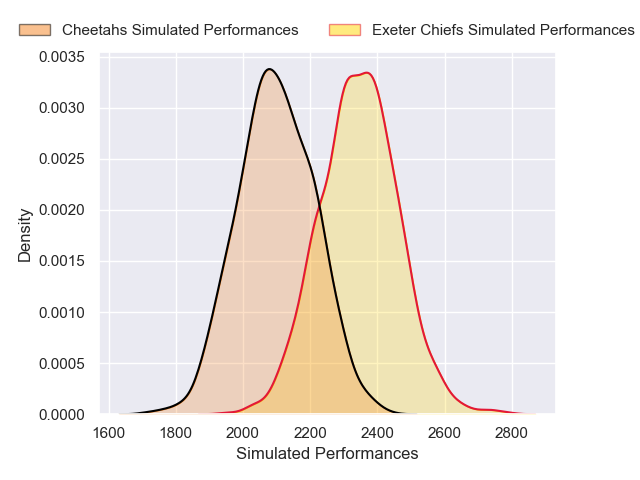 Cheetahs Simulated Performances Exeter Chiefs Simulated Performances
0.0035
0.0030
0.0025
0.0020
0.0015
0.0010
0.0005
0.0000
Density
1600 1800 2000 2200 2400 2600 2800
Simulated Performances